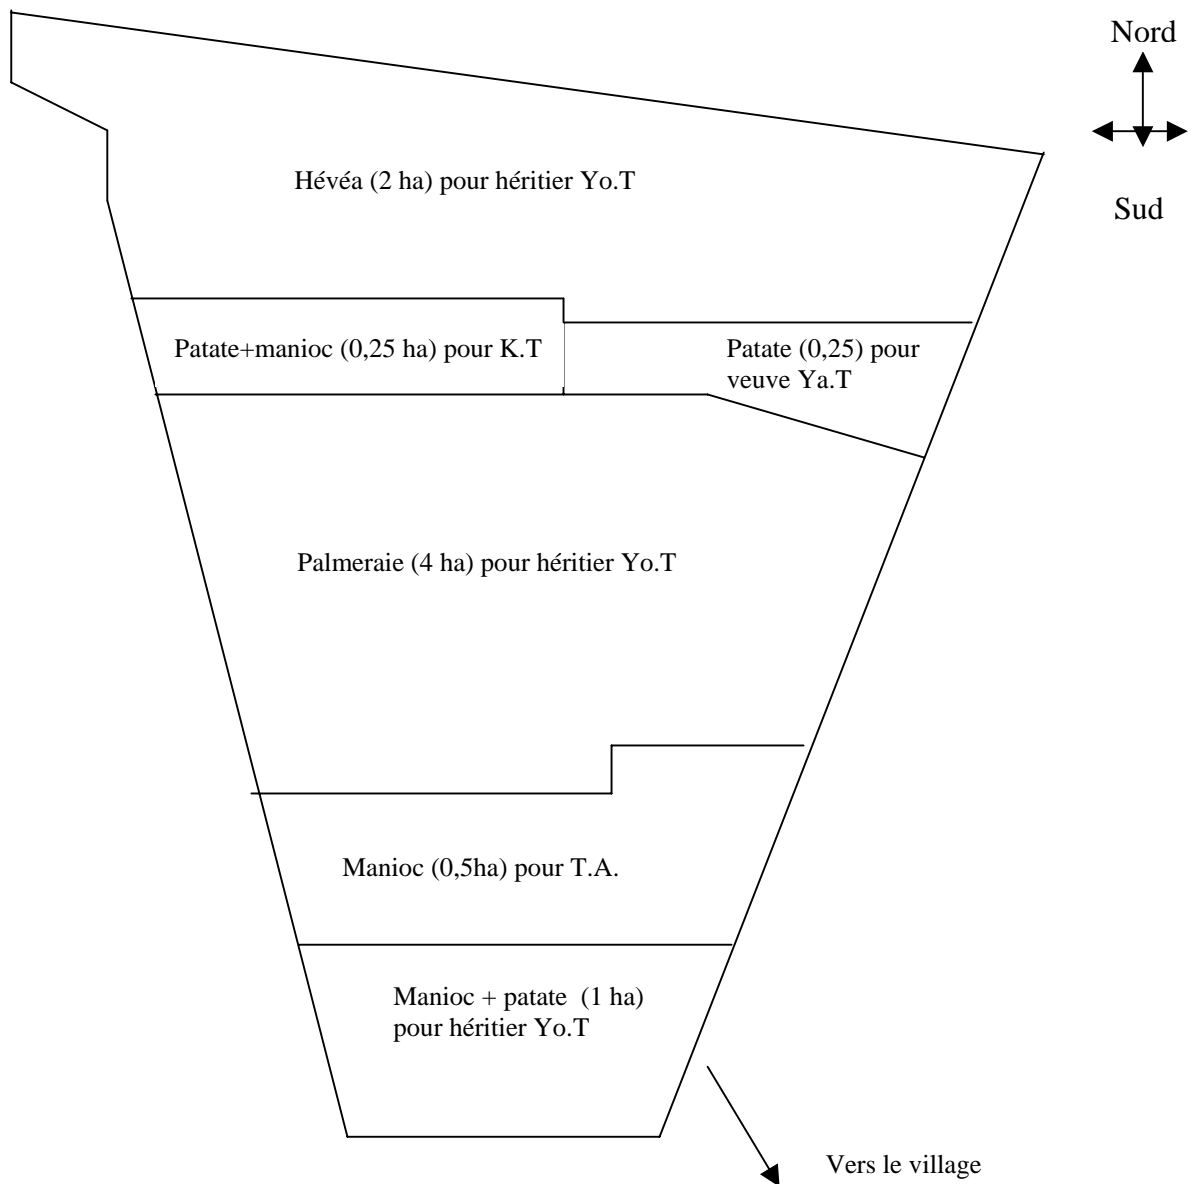 Nord
Hévéa (2 ha) pour héritier Yo.T
Sud
Patate+manioc (0,25 ha) pour K.T
Patate (0,25) pour
veuve Ya.T
Palmeraie (4 ha) pour héritier Yo.T
Manioc (0,5ha) pour T.A.
Manioc + patate  (1 ha)
pour héritier Yo.T
Vers le village